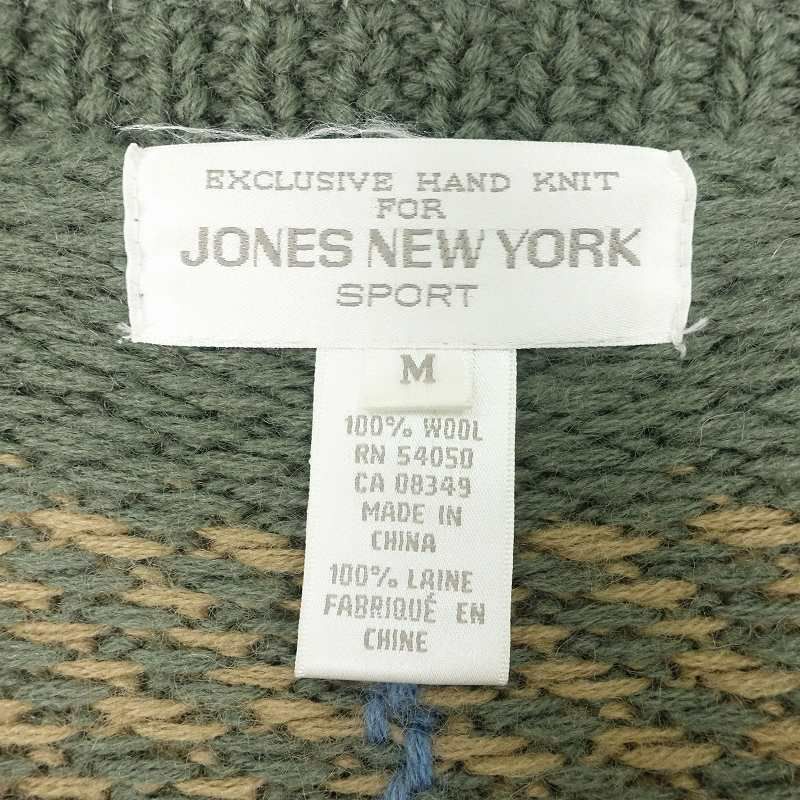 EXCLUSIVE HAND KNIT
FOR
JONES NEW YORK
SPORT
M
100% WOOL
RN 54050
CA 08349
MADE IN
CHINA
100% LAINE
FABRIQUÉ EN
CHINE